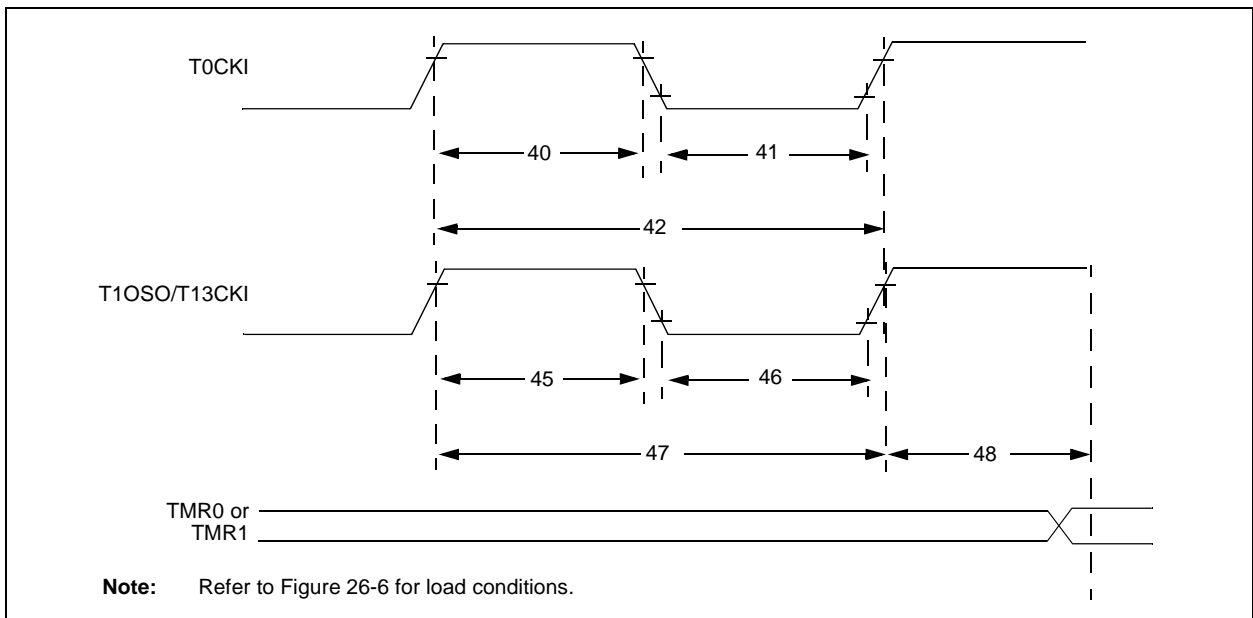 T0CKI
40
41
42
T1OSO/T13CKI
45
46
47
48
TMR0 or
TMR1
Note: Refer to Figure 26-6 for load conditions.